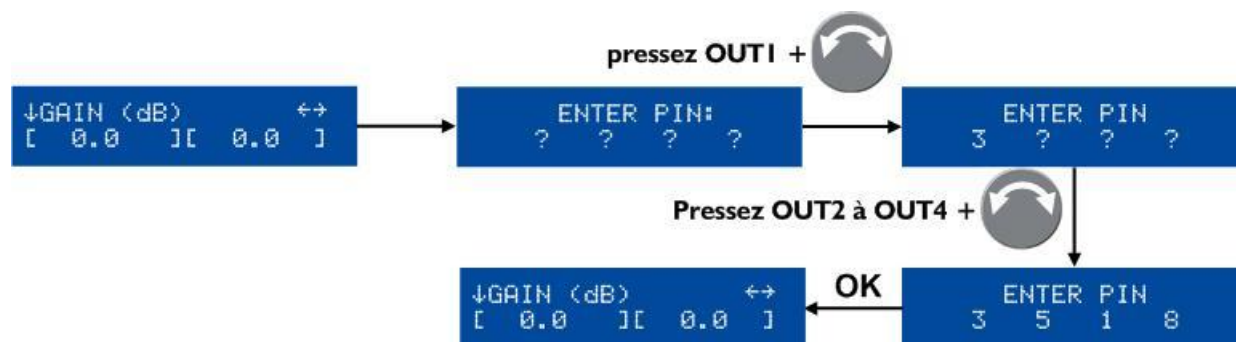 pressez OUT1 +
↓GAIN (dB) ↔
[ 0.0 ][ 0.0 ]
ENTER PIN:
? ? ? ?
ENTER PIN
3 ? ? ?
Pressez OUT2 à OUT4 +
↓GAIN (dB) ↔
[ 0.0 ][ 0.0 ]
OK
ENTER PIN
3 5 1 8